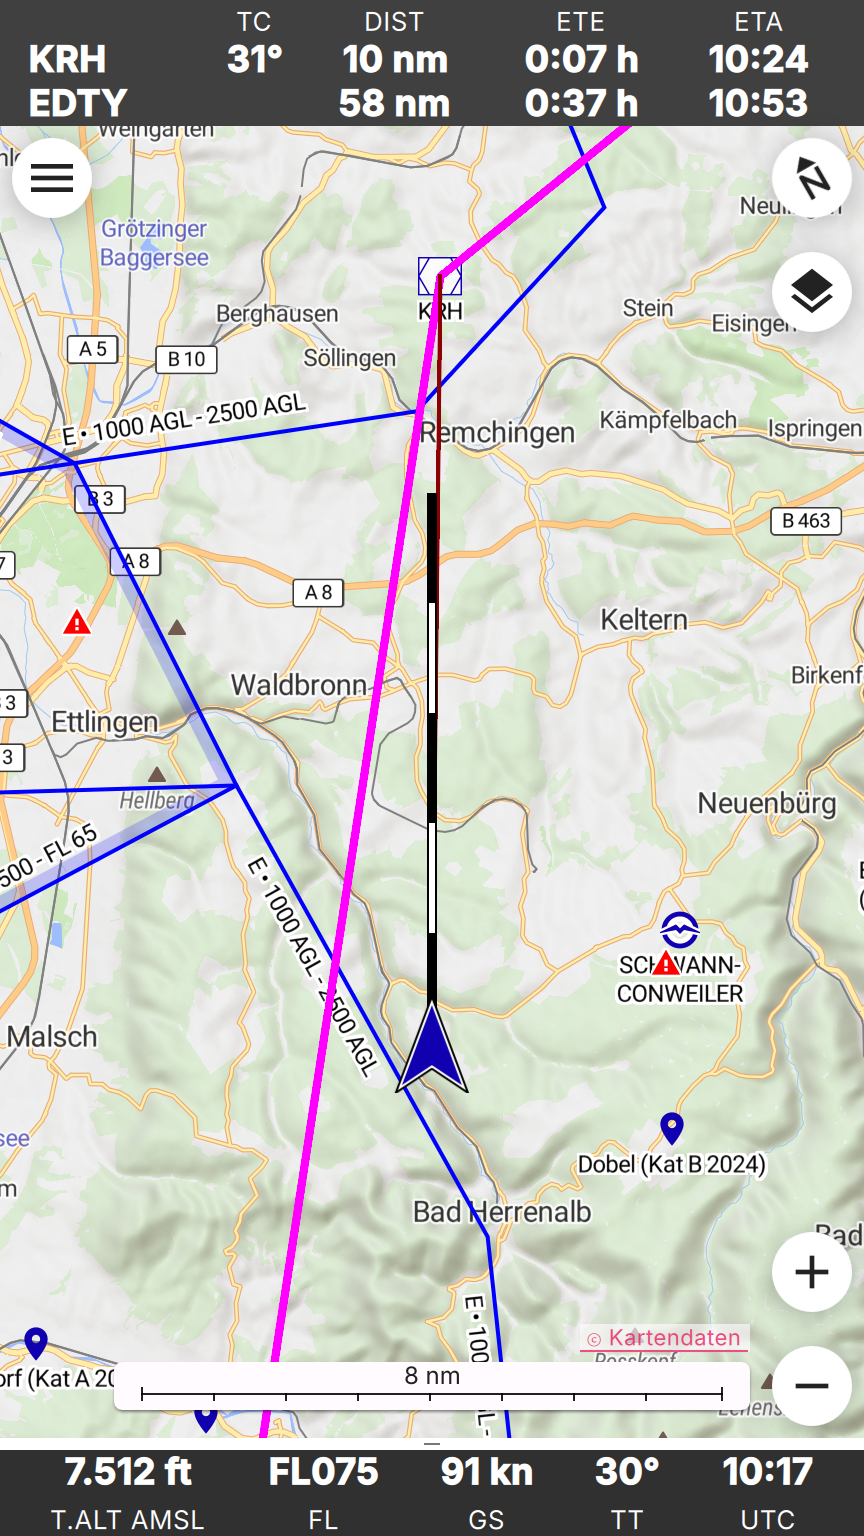 TC DIST ETE ETA
KRH 31° 10 nm 0:07 h 10:24
EDTY 58 nm 0:37 h 10:53
Weingarten
N
Grötzinger
Baggersee
KRH
Berghausen
Stein
Eisingen
A 5
B 10
Söllingen
E • 1000 AGL - 2500 AGL
Remchingen
Kämpfelbach
Ispringen
B 3
B 463
A 8
A 8
Keltern
Waldbronn
Ettlingen
3
3
Hellberg
Neuenbürg
500 - FL 65
E • 1000 AGL - 2500 AGL
SCHWANN-
CONWEILER
Malsch
see
Dobel (Kat B 2024)
Bad Herrenalb
Bad
E • 100
© Kartendaten
orf (Kat A 20
8 nm
7.512 ft FL075 91 kn 30° 10:17
T.ALT AMSL FL GS TT UTC